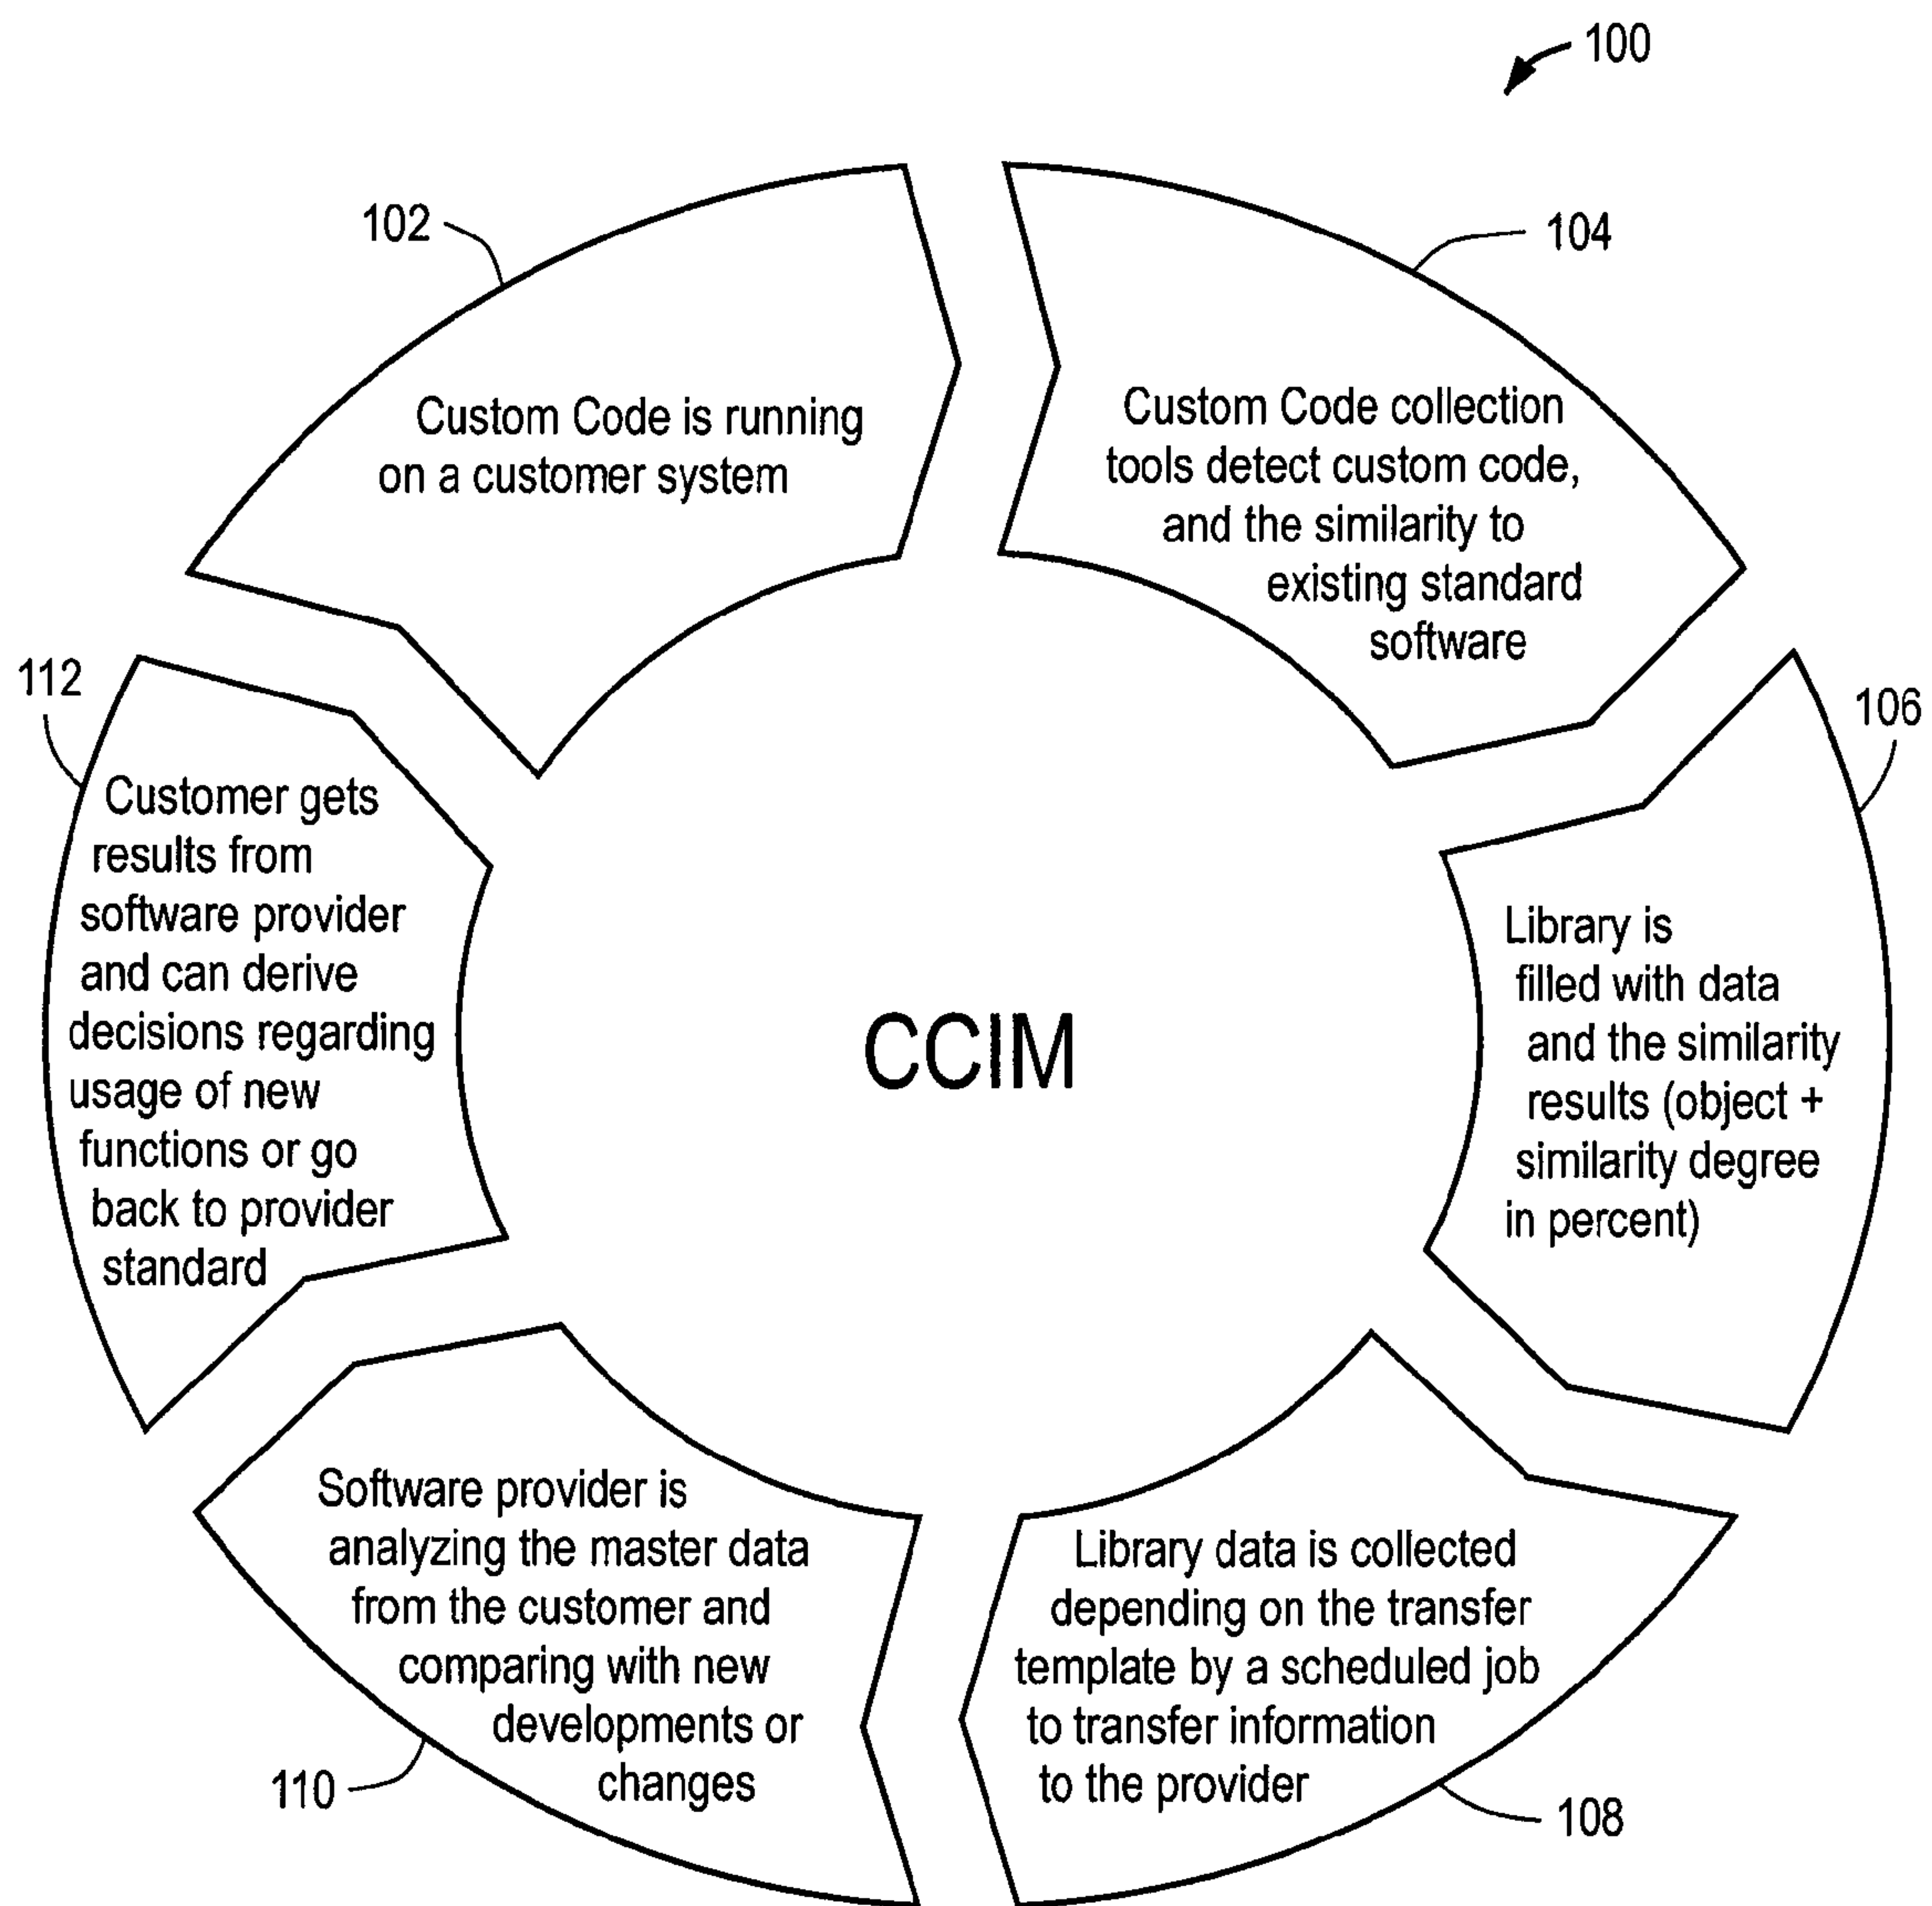 100
102
Custom Code is running
on a customer system
104
Custom Code collection
tools detect custom code,
and the similarity to
existing standard
software
106
Library is
filled with data
and the similarity
results (object +
similarity degree
in percent)
108
Library data is collected
depending on the transfer
template by a scheduled job
to transfer information
to the provider
110
Software provider is
analyzing the master data
from the customer and
comparing with new
developments or
changes
112
Customer gets
results from
software provider
and can derive
decisions regarding
usage of new
functions or go
back to provider
standard
CCIM